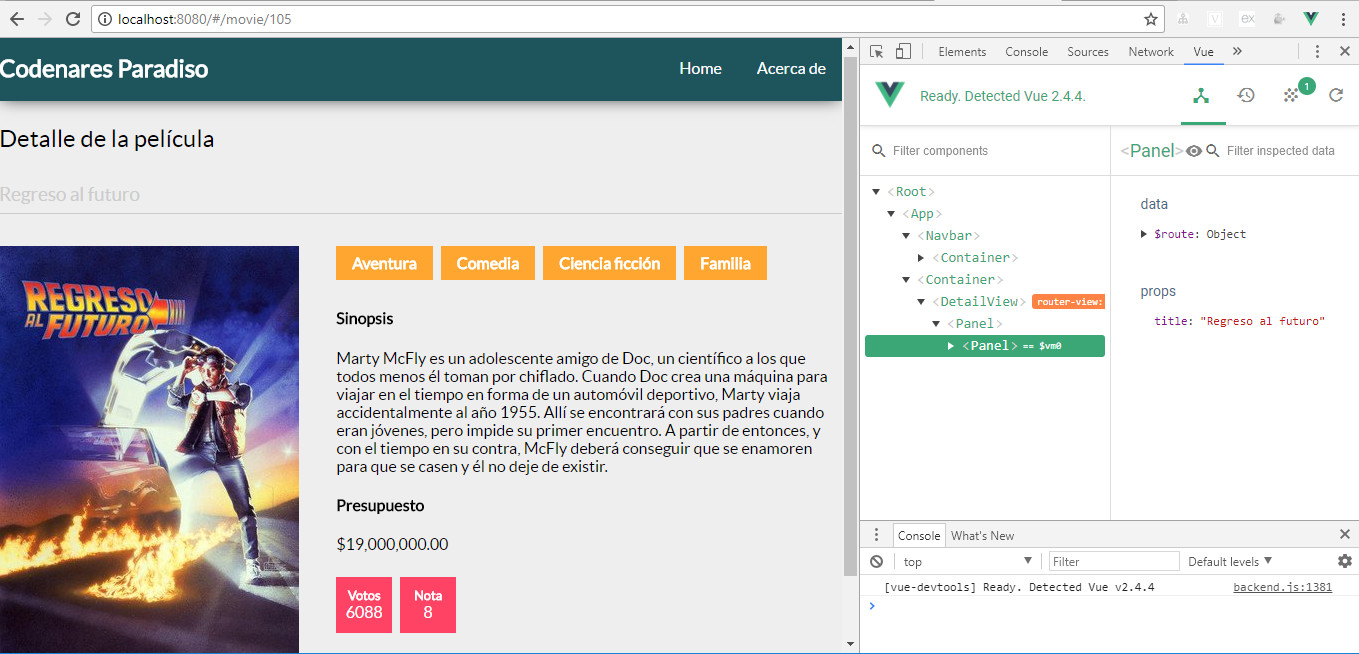 localhost:8080/#/movie/105
Codenares Paradiso
Home
Acerca de
Detalle de la película
Regreso al futuro
REGRESO
AL FUTURO
Aventura
Comedia
Ciencia ficción
Familia
Sinopsis
Marty McFly es un adolescente amigo de Doc, un científico a los que
todos menos él toman por chiflado. Cuando Doc crea una máquina para
viajar en el tiempo en forma de un automóvil deportivo, Marty viaja
accidentalmente al año 1955. Allí se encontrará con sus padres cuando
eran jóvenes, pero impide su primer encuentro. A partir de entonces, y
con el tiempo en su contra, McFly deberá conseguir que se enamoren
para que se casen y él no deje de existir.
Presupuesto
$19,000,000.00
Votos
6088
Nota
8
Elements
Console
Sources
Network
Vue
Ready. Detected Vue 2.4.4.
1
Filter components
<Root>
<App>
<Navbar>
<Container>
<Container>
<DetailView> router-view:
<Panel>
<Panel> == $vm0
<Panel>
Filter inspected data
data
$route: Object
props
title: "Regreso al futuro"
Console
What's New
top
Filter
Default levels
[vue-devtools] Ready. Detected Vue v2.4.4
backend.js:1381